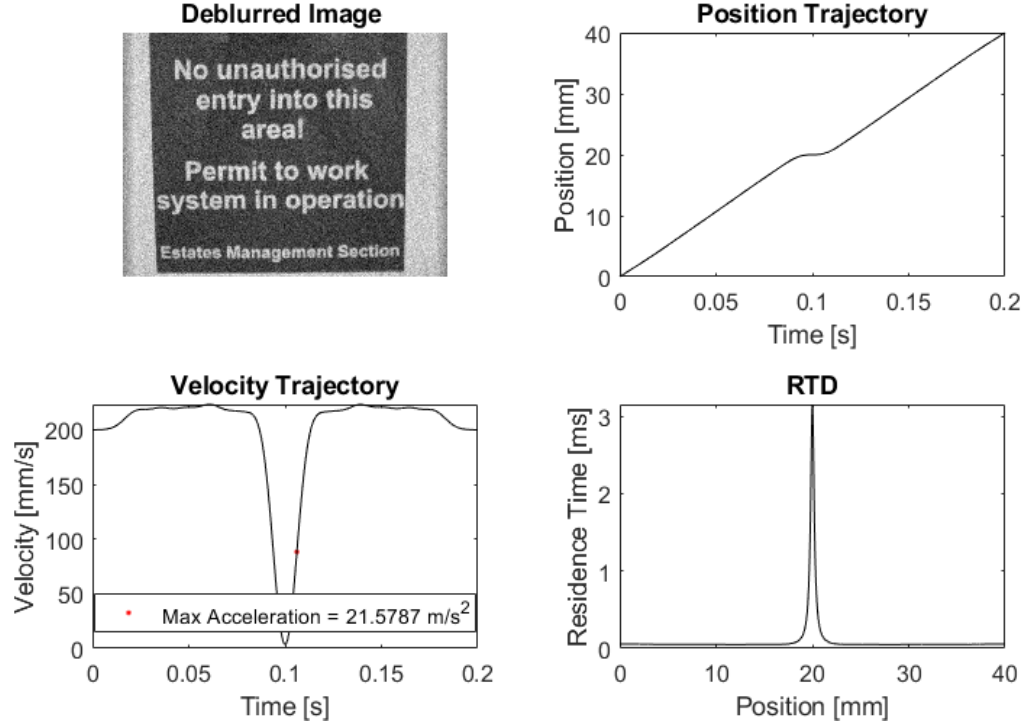 Deblurred Image
No unauthorised
entry into this
area!
Permit to work
system in operation
Estates Management Section
Position Trajectory
Position [mm]
40
30
20
10
0
0 0.05 0.1 0.15 0.2
Time [s]
Velocity Trajectory
Velocity [mm/s]
200
150
100
50
0
Max Acceleration = 21.5787 m/s²
0 0.05 0.1 0.15 0.2
Time [s]
RTD
Residence Time [ms]
3
2
1
0
0 10 20 30 40
Position [mm]